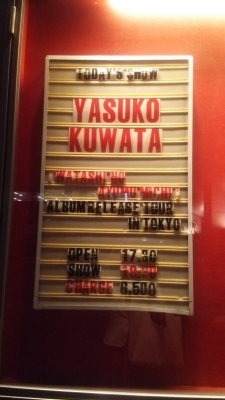 TODAY'S SHOW
YASUKO
KUWATA
"WATASHI NO
ALBUM RELEASE TOUR
IN TOKYO
OPEN 17.30
SHOW
CHARGE 6,500